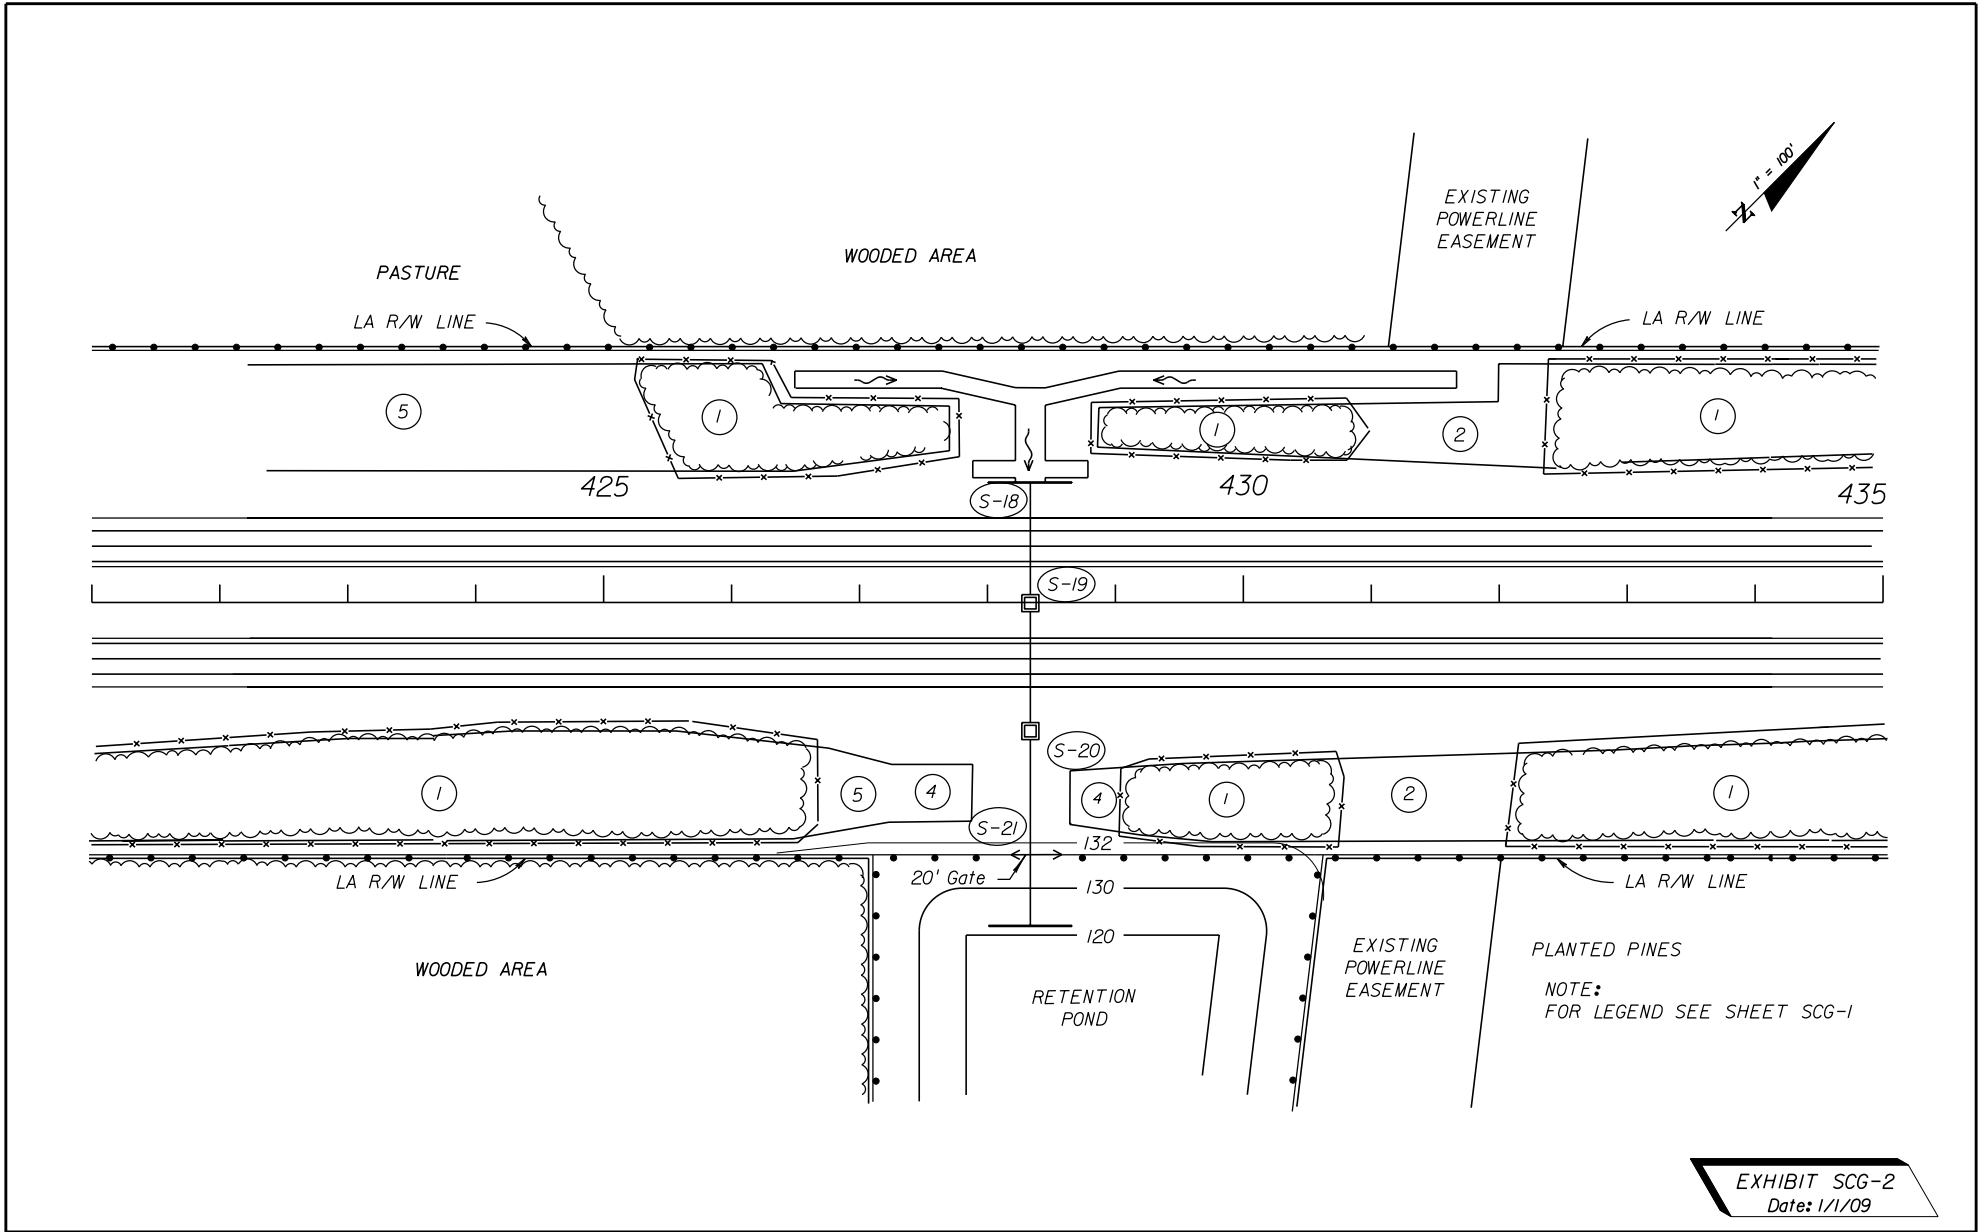 1" = 100'
N
EXISTING
POWERLINE
EASEMENT
WOODED AREA
PASTURE
LA R/W LINE
LA R/W LINE
5
1
1
2
1
425
S-18
430
435
S-19
S-20
1
5
4
4
1
2
1
S-21
132
LA R/W LINE
20' Gate
130
LA R/W LINE
120
WOODED AREA
RETENTION
POND
EXISTING
POWERLINE
EASEMENT
PLANTED PINES
NOTE:
FOR LEGEND SEE SHEET SCG-1
EXHIBIT SCG-2
Date: 1/1/09